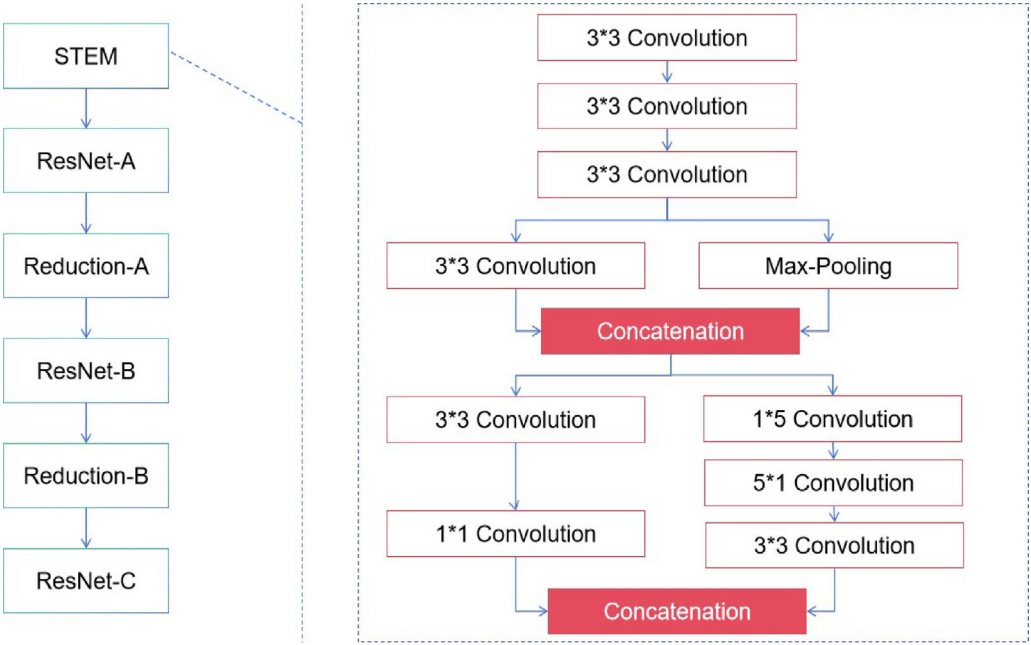 STEM
ResNet-A
Reduction-A
ResNet-B
Reduction-B
ResNet-C
3*3 Convolution
3*3 Convolution
3*3 Convolution
3*3 Convolution
Max-Pooling
Concatenation
3*3 Convolution
1*5 Convolution
5*1 Convolution
1*1 Convolution
3*3 Convolution
Concatenation